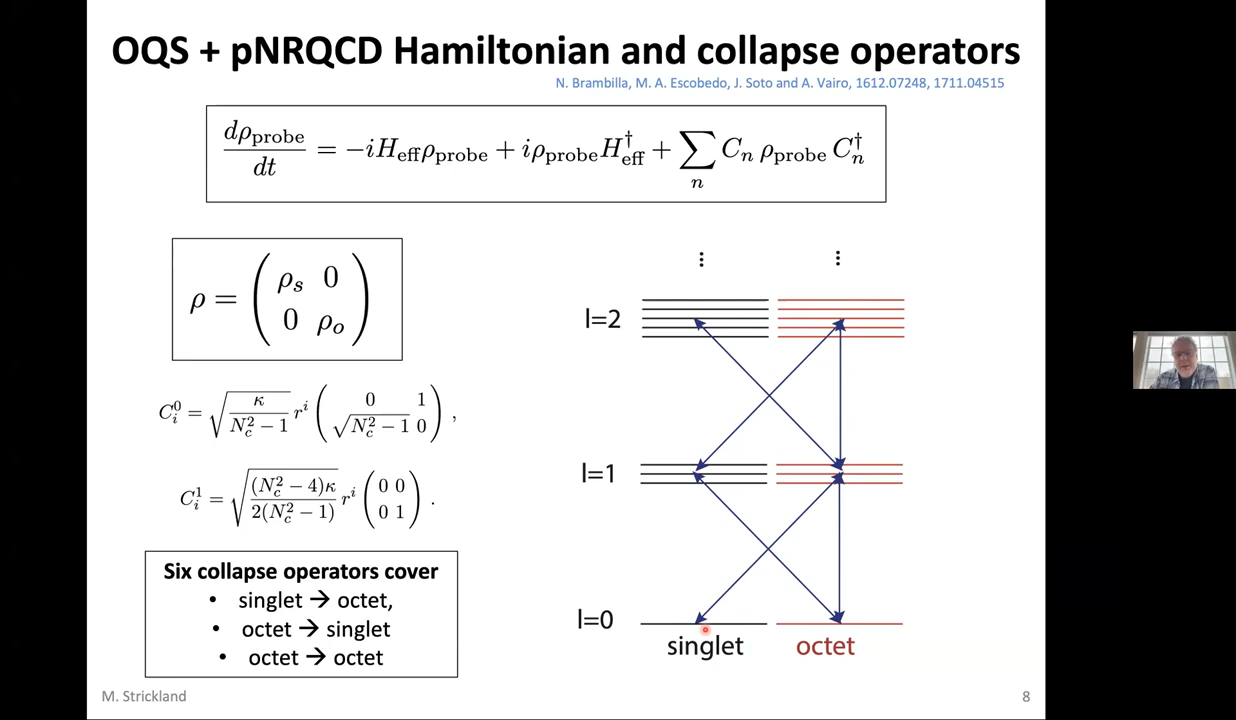 OQS + pNRQCD Hamiltonian and collapse operators
N. Brambilla, M. A. Escobedo, J. Soto and A. Vairo, 1612.07248, 1711.04515
dρ_probe/dt = −iH_eff ρ_probe + iρ_probe H†_eff + ∑_n C_n ρ_probe C†_n
ρ = ( ρ_s 0 ; 0 ρ_o )
C_i^0 = √(κ/(N_c^2 − 1)) r^i ( 0 1 ; √(N_c^2 − 1) 0 ) ,
C_i^1 = √((N_c^2 − 4)κ/(2(N_c^2 − 1))) r^i ( 0 0 ; 0 1 ) .
Six collapse operators cover
• singlet → octet,
• octet → singlet
• octet → octet
⋮ ⋮
l=2
l=1
l=0
singlet octet
M. Strickland 8